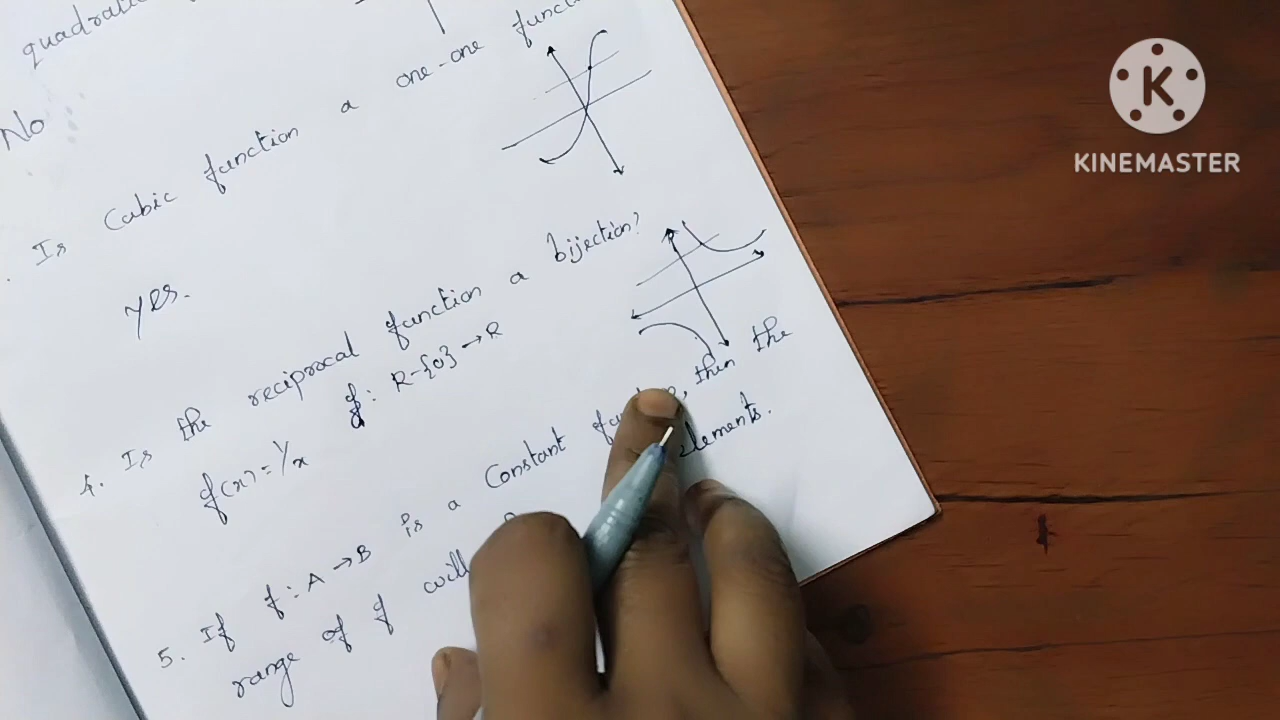 quadratic
No
Is Cubic function a one-one functi
yes.
4. Is the reciprocal function a bijection?
f(x) = 1/x f: R-{0} → R
5. If f: A → B is a Constant , then the
range of f will elements.
KINEMASTER